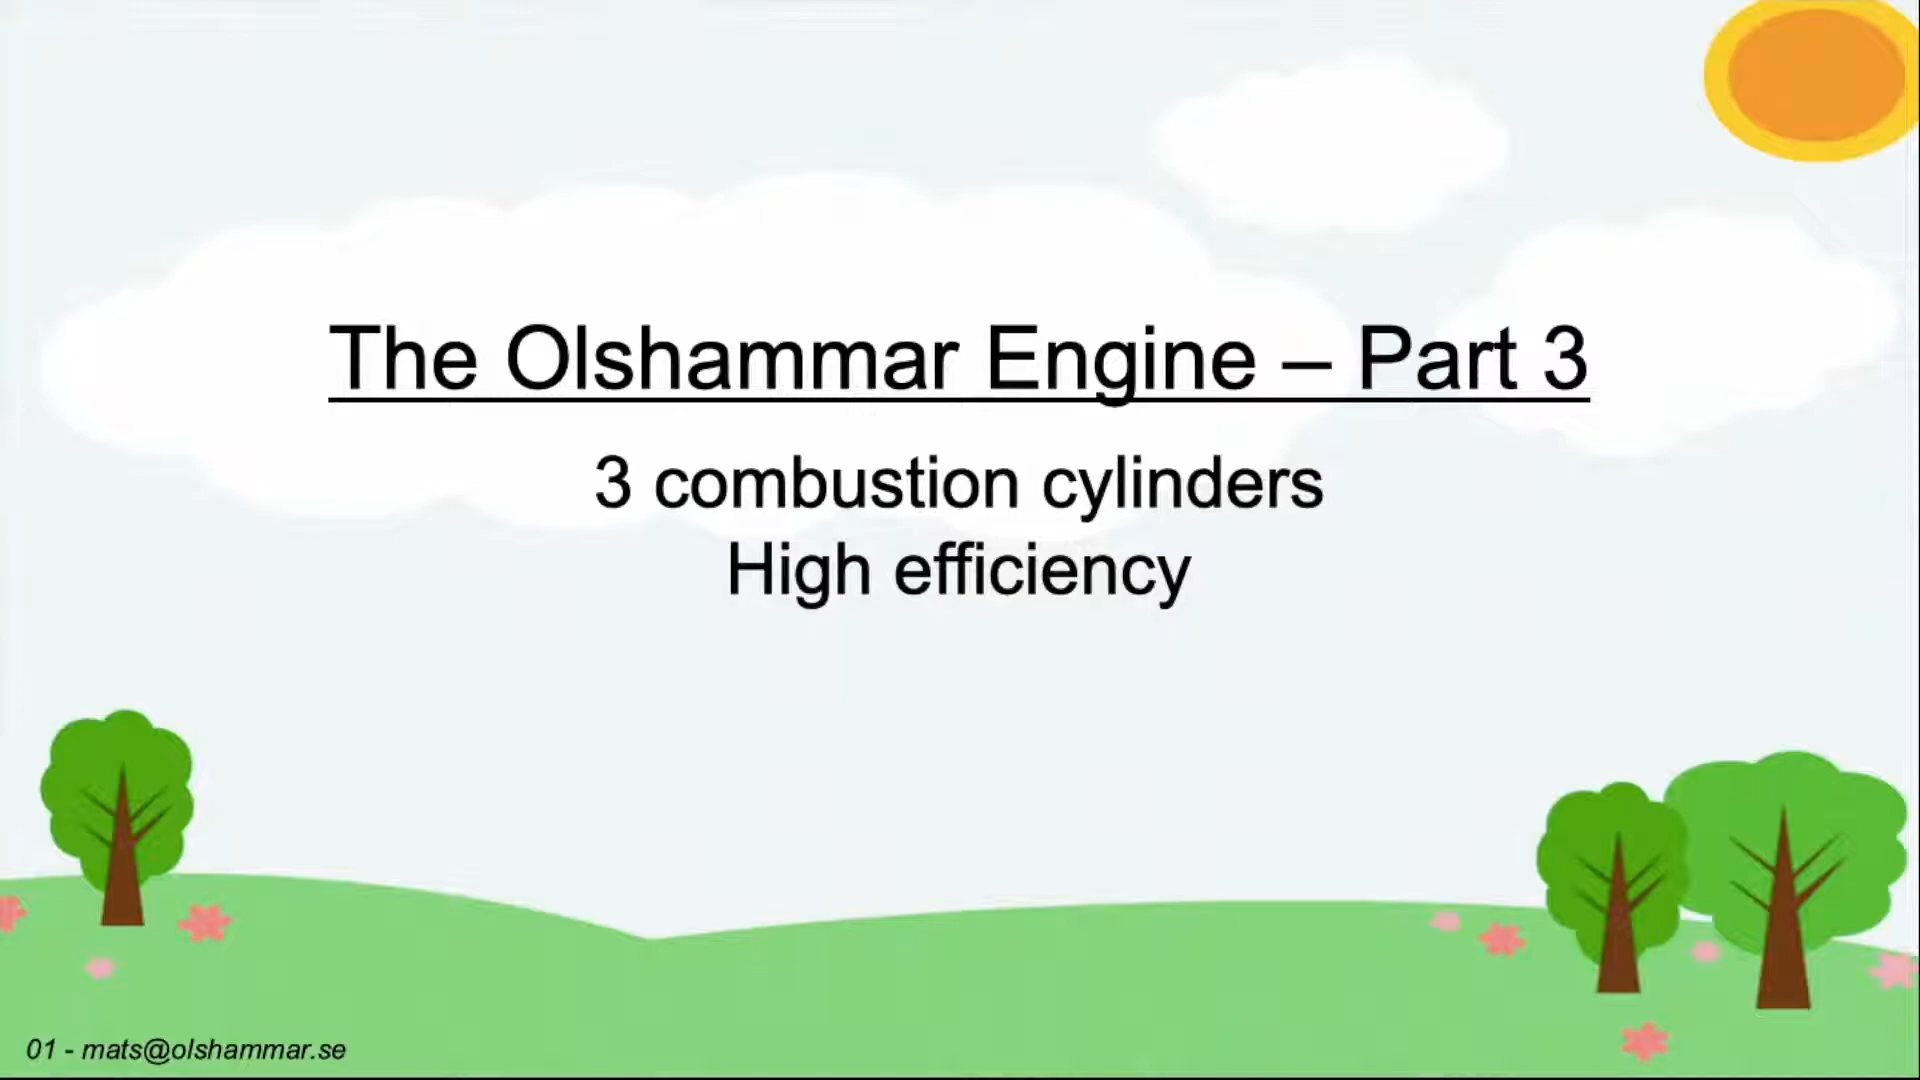 The Olshammar Engine – Part 3
3 combustion cylinders
High efficiency
01 - mats@olshammar.se